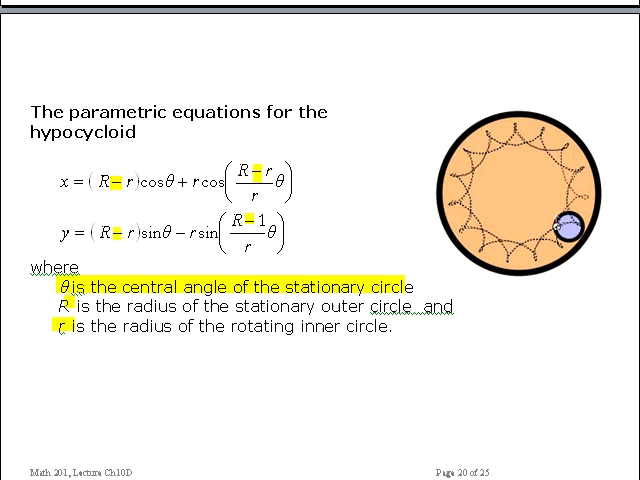 The parametric equations for the
hypocycloid
x = ( R − r ) cos θ + r cos( (R − r)/r θ )
y = ( R − r ) sin θ − r sin( (R − 1)/r θ )
where
θ is the central angle of the stationary circle
R is the radius of the stationary outer circle and
r is the radius of the rotating inner circle.
Math 201, Lecture Ch10D Page 20 of 25